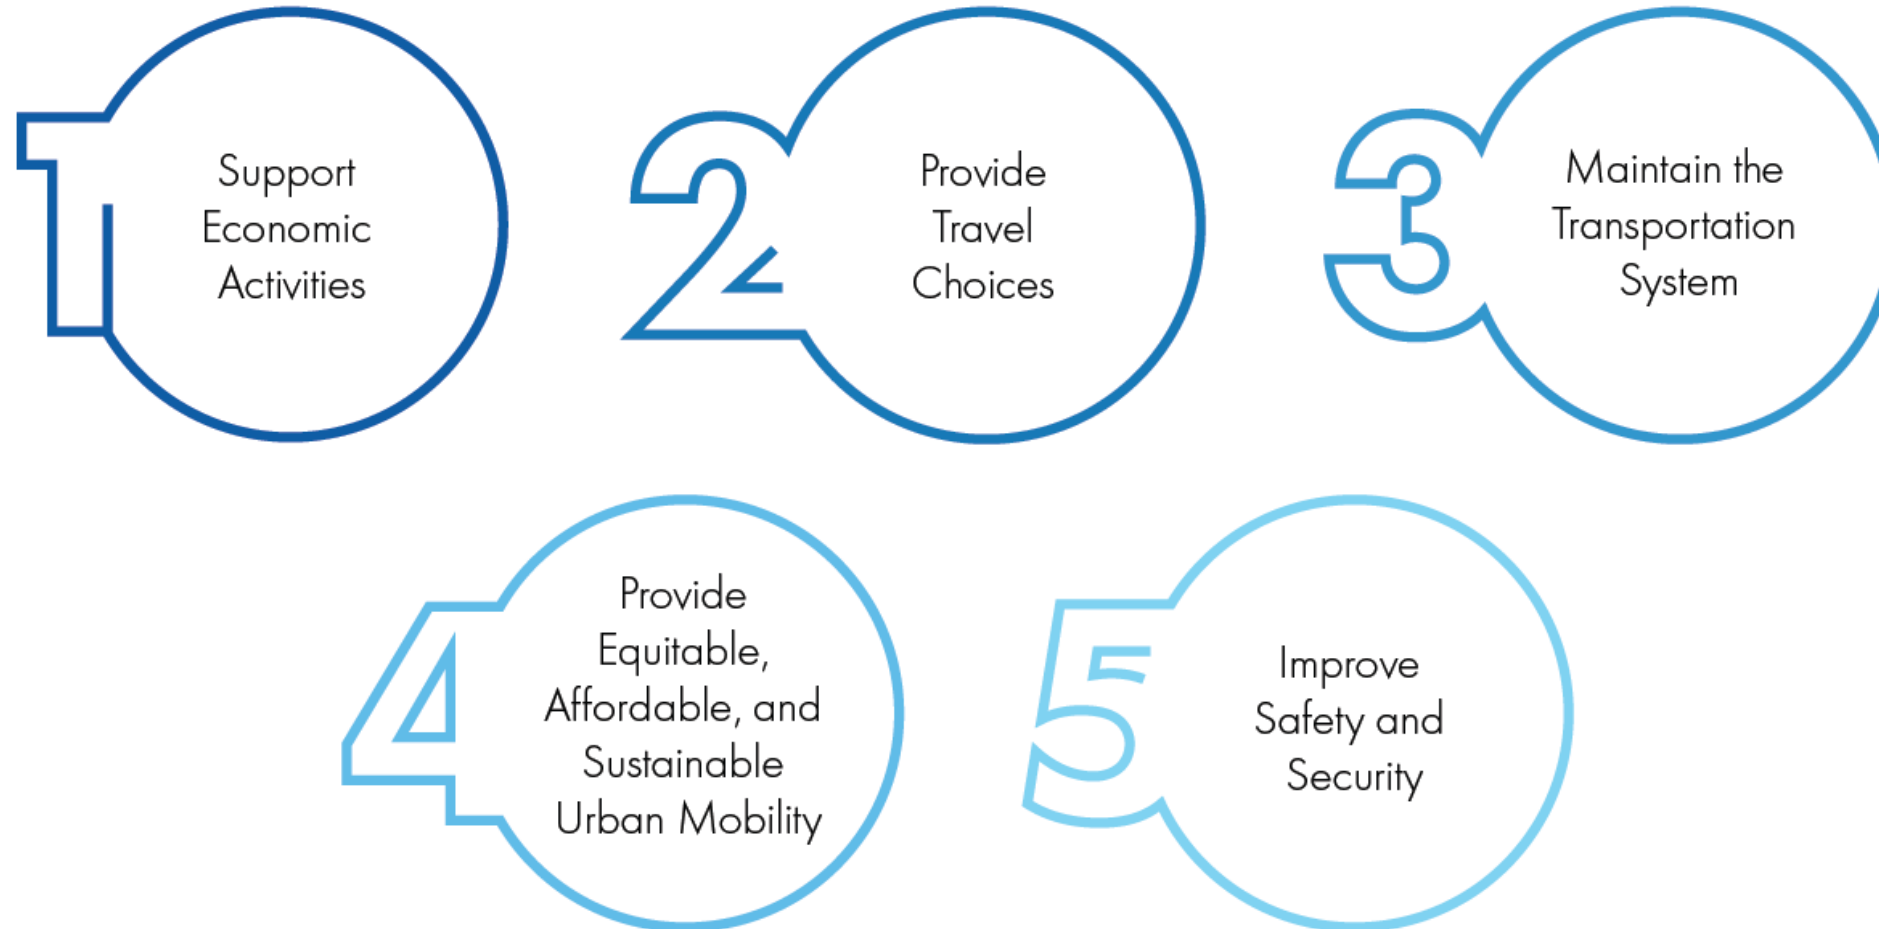 1
Support
Economic
Activities
2
Provide
Travel
Choices
3
Maintain the
Transportation
System
4
Provide
Equitable,
Affordable, and
Sustainable
Urban Mobility
5
Improve
Safety and
Security